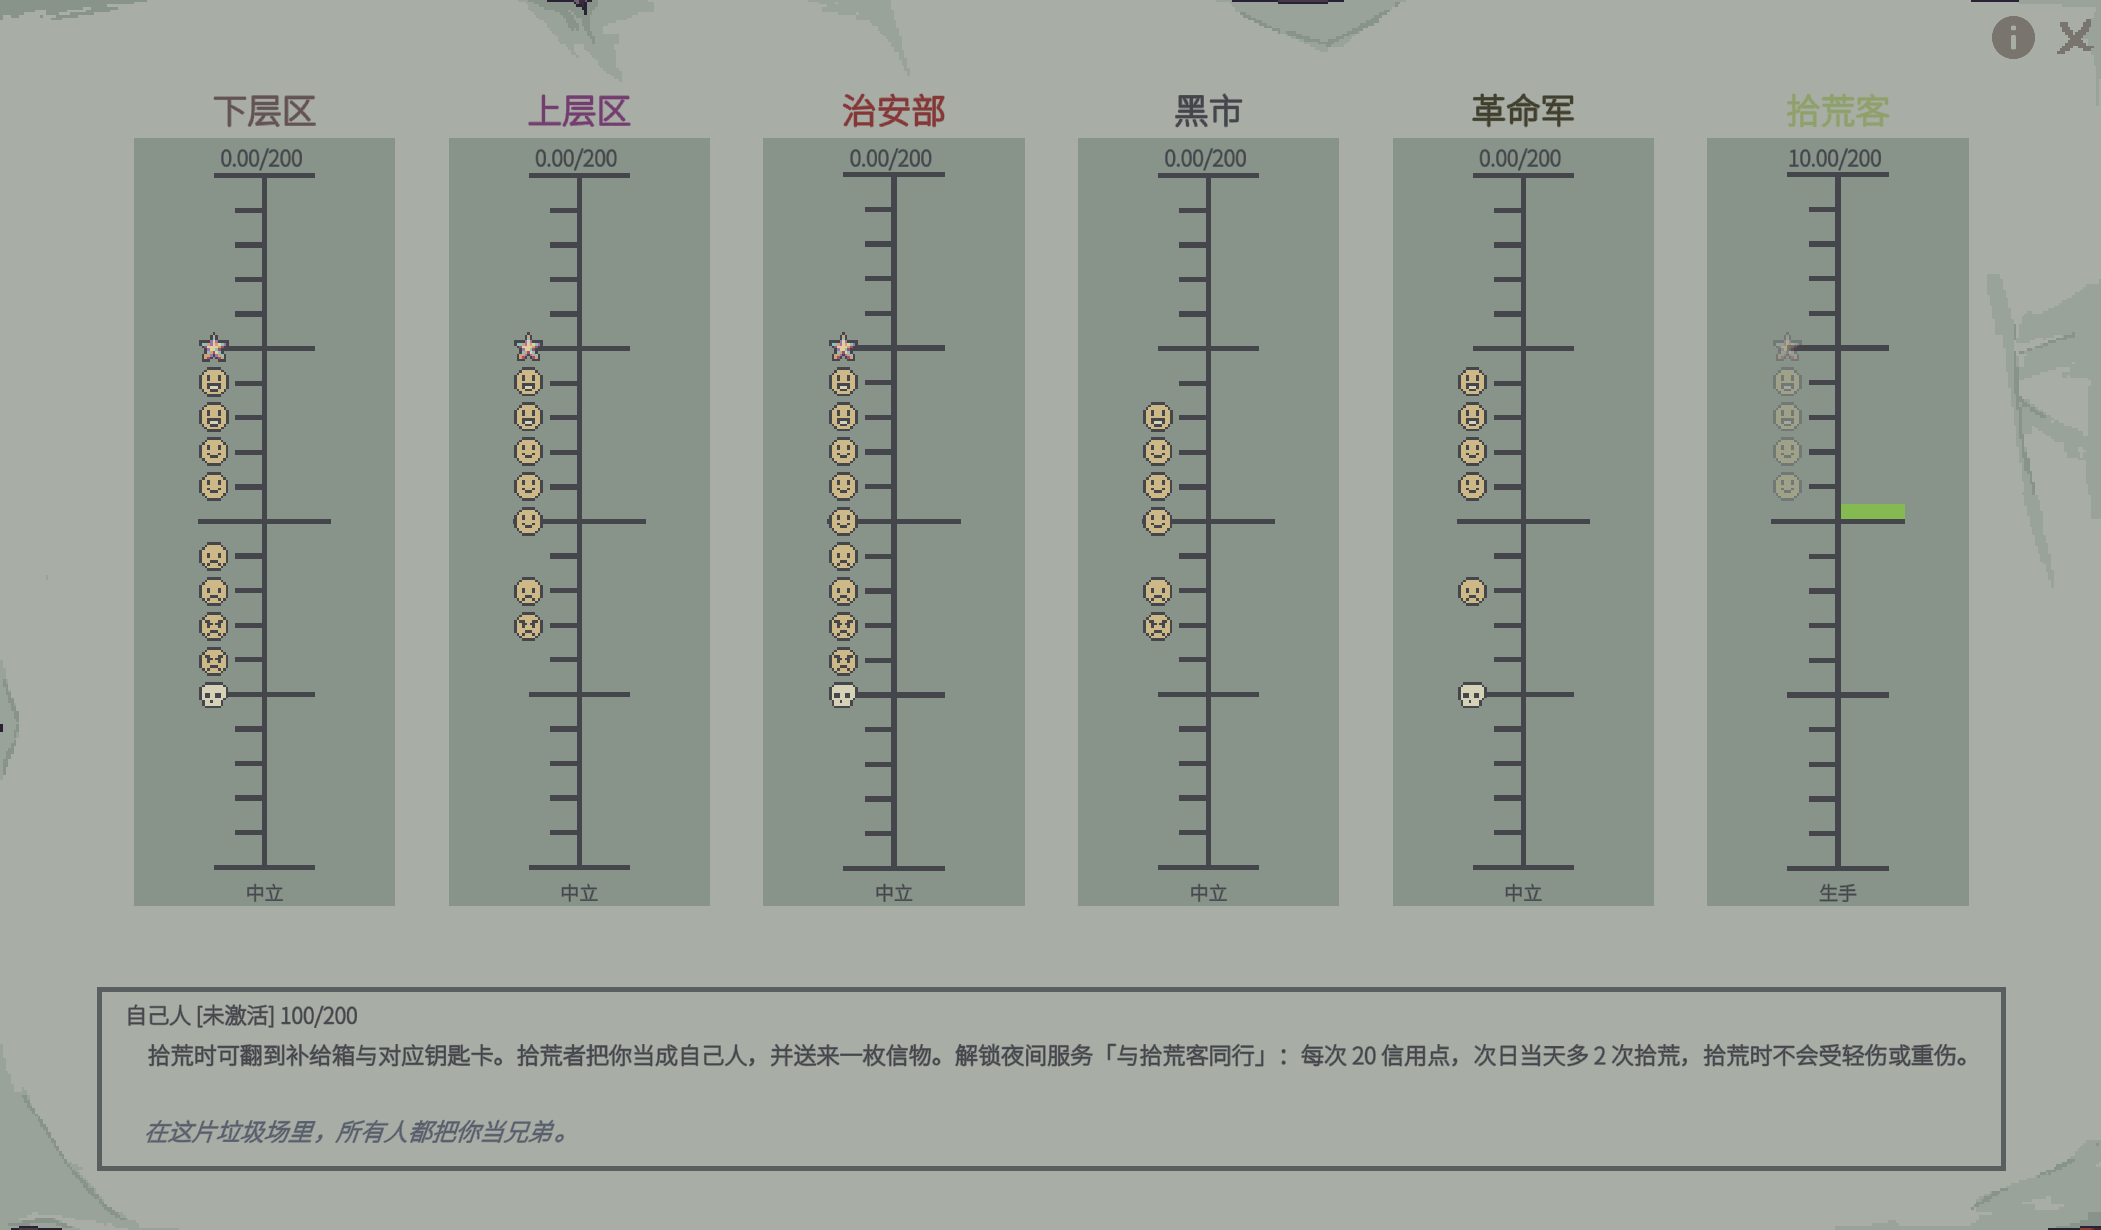 下层区 上层区 治安部 黑市 革命军 拾荒客
0.00/200 0.00/200 0.00/200 0.00/200 0.00/200 10.00/200
中立 中立 中立 中立 中立 生手
自己人 [未激活] 100/200
拾荒时可翻到补给箱与对应钥匙卡。拾荒者把你当成自己人，并送来一枚信物。解锁夜间服务「与拾荒客同行」：每次 20 信用点，次日当天多 2 次拾荒，拾荒时不会受轻伤或重伤。
在这片垃圾场里，所有人都把你当兄弟。